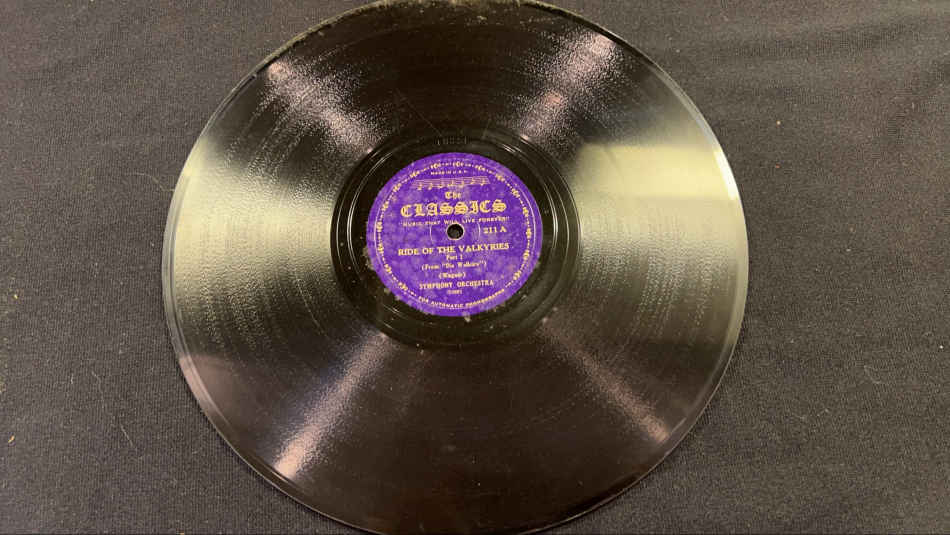 MADE IN U.S.A.
The
CLASSICS
"MUSIC THAT WILL LIVE FOREVER"
211 A
RIDE OF THE VALKYRIES
Part I
(From "Die Walküre")
(Wagner)
SYMPHONY ORCHESTRA
FOR AUTOMATIC PHONOGRAPHS